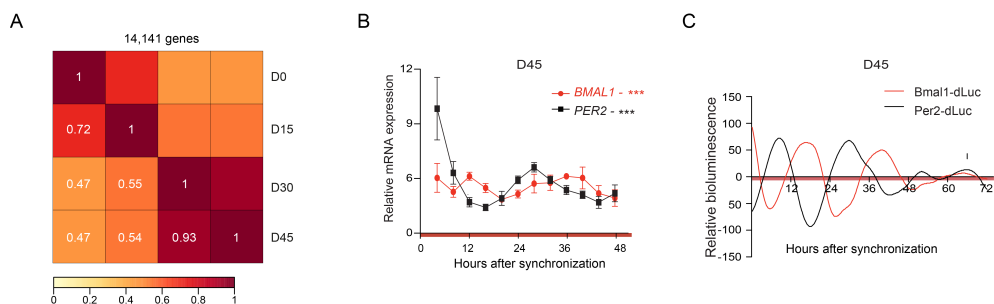 A
14,141 genes
1
D0
0.72
1
D15
0.47
0.55
1
D30
0.47
0.54
0.93
1
D45
0
0.2
0.4
0.6
0.8
1
B
D45
BMAL1 - ***
PER2 - ***
Relative mRNA expression
12
6
0
0
12
24
36
48
Hours after synchronization
C
D45
Bmal1-dLuc
Per2-dLuc
Relative bioluminescence
150
100
50
0
-50
-100
-150
12
24
36
48
60
72
Hours after synchronization